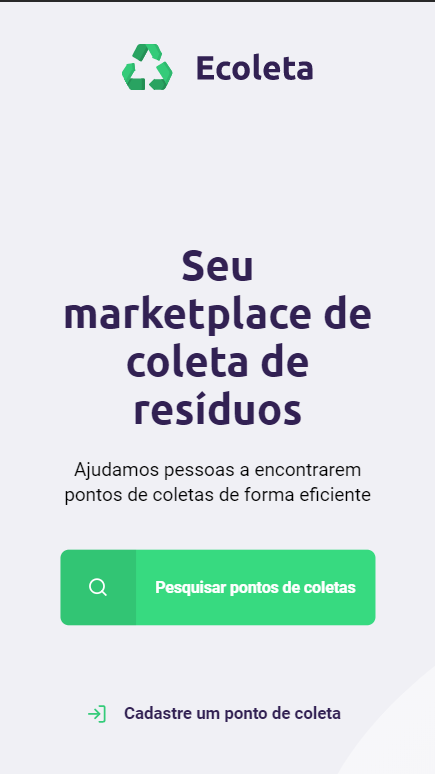 Ecoleta
Seu
marketplace de
coleta de
resíduos
Ajudamos pessoas a encontrarem
pontos de coletas de forma eficiente
Pesquisar pontos de coletas
Cadastre um ponto de coleta